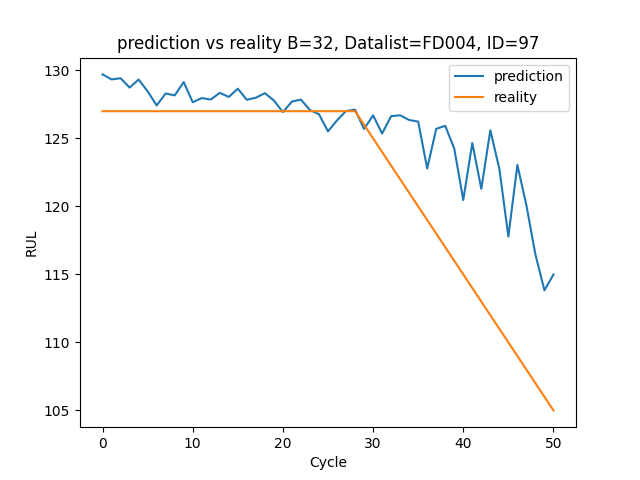 prediction vs reality B=32, Datalist=FD004, ID=97
prediction
reality
RUL
130
125
120
115
110
105
0 10 20 30 40 50
Cycle